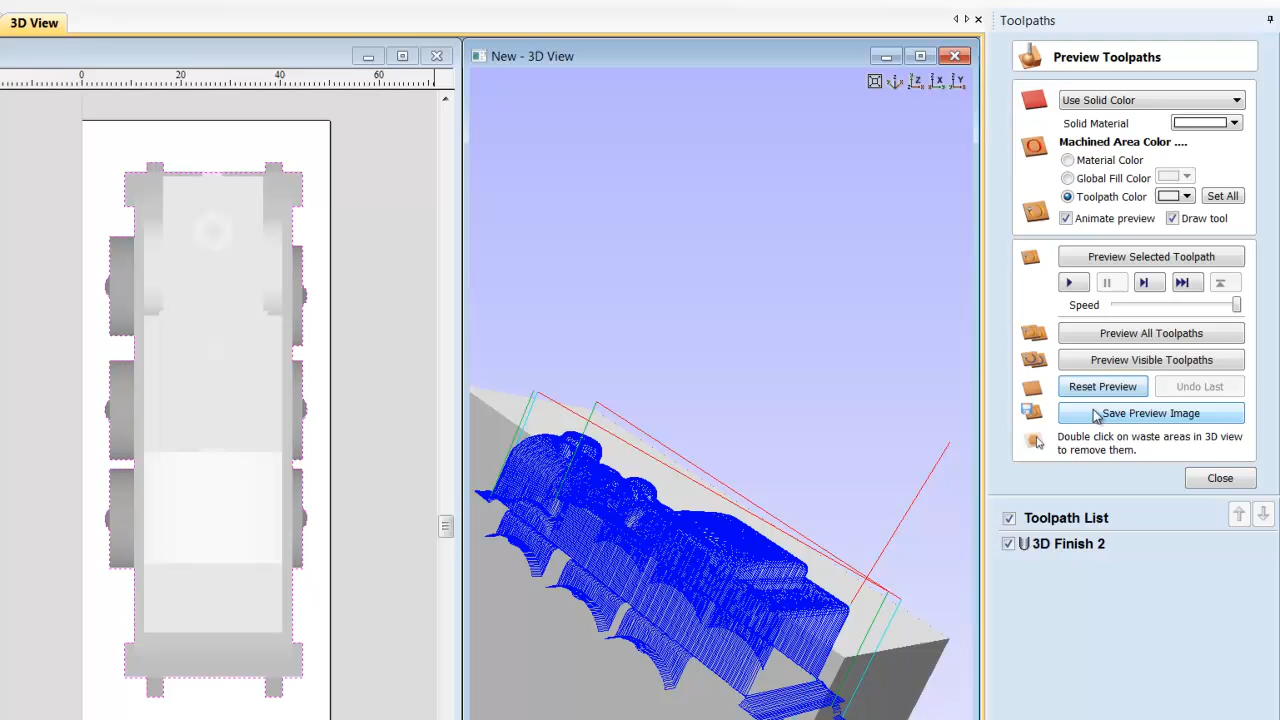 3D View
Toolpaths
New - 3D View
Preview Toolpaths
0 20 40 60
Z X Y
Use Solid Color
Solid Material
Machined Area Color ....
Material Color
Global Fill Color
Toolpath Color
Set All
Animate preview
Draw tool
Preview Selected Toolpath
Speed
Preview All Toolpaths
Preview Visible Toolpaths
Reset Preview
Undo Last
Save Preview Image
Double click on waste areas in 3D view
to remove them.
Close
Toolpath List
3D Finish 2